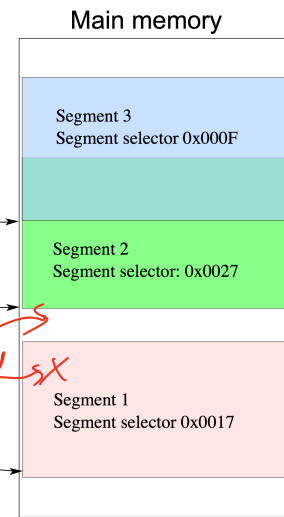 Main memory
Segment 3
Segment selector 0x000F
Segment 2
Segment selector: 0x0027
Segment 1
Segment selector 0x0017